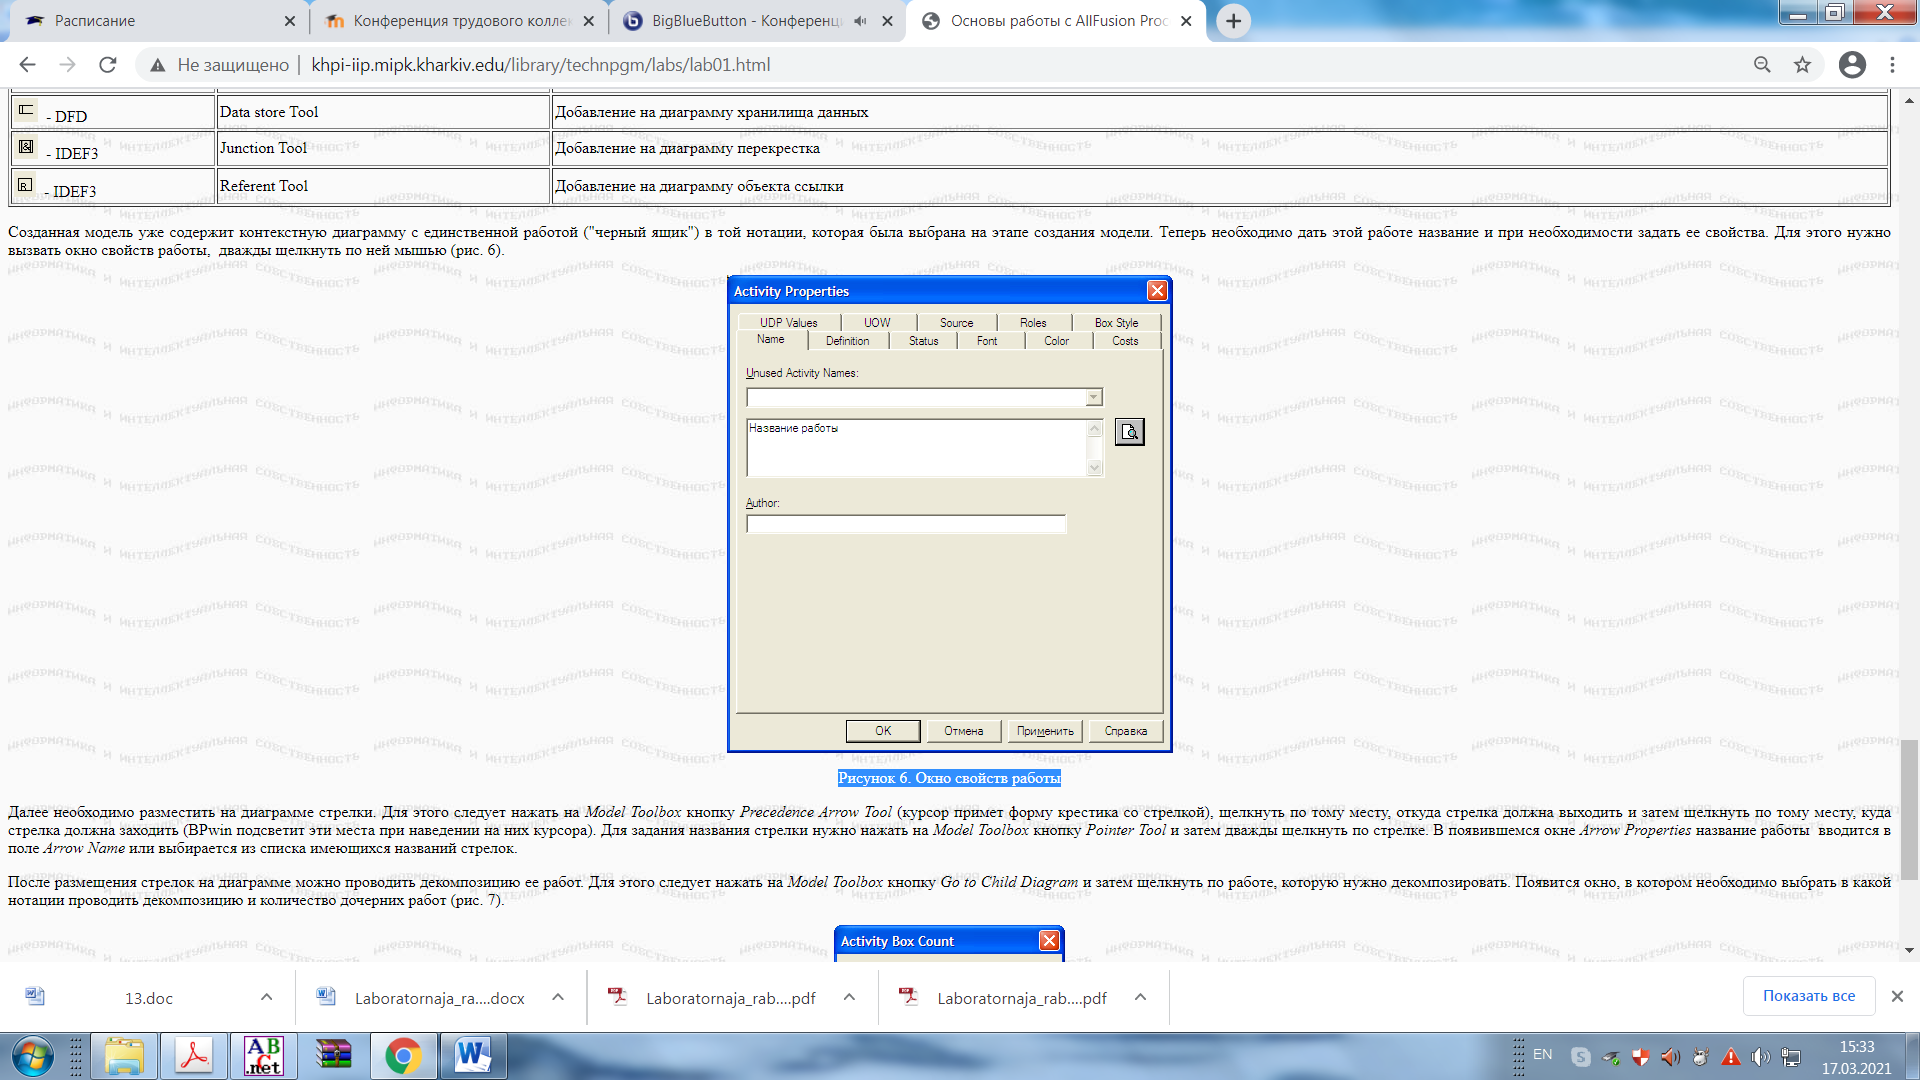 Расписание
Конференция трудового колле
BigBlueButton - Конференци
Основы работы с AllFusion Proc
Не защищено | khpi-iip.mipk.kharkiv.edu/library/technpgm/labs/lab01.html
- DFD Data store Tool Добавление на диаграмму хранилища данных
- IDEF3 Junction Tool Добавление на диаграмму перекрестка
R - IDEF3 Referent Tool Добавление на диаграмму объекта ссылки
Созданная модель уже содержит контекстную диаграмму с единственной работой ("черный ящик") в той нотации, которая была выбрана на этапе создания модели. Теперь необходимо дать этой работе название и при необходимости задать ее свойства. Для этого нужно
вызвать окно свойств работы, дважды щелкнуть по ней мышью (рис. 6).
Activity Properties
UDP Values UOW Source Roles Box Style
Name Definition Status Font Color Costs
Unused Activity Names:
Название работы
Author:
OK Отмена Применить Справка
Рисунок 6. Окно свойств работы
Далее необходимо разместить на диаграмме стрелки. Для этого следует нажать на Model Toolbox кнопку Precedence Arrow Tool (курсор примет форму крестика со стрелкой), щелкнуть по тому месту, откуда стрелка должна выходить и затем щелкнуть по тому месту, куда
стрелка должна заходить (BPwin подсветит эти места при наведении на них курсора). Для задания названия стрелки нужно нажать на Model Toolbox кнопку Pointer Tool и затем дважды щелкнуть по стрелке. В появившемся окне Arrow Properties название работы вводится в
поле Arrow Name или выбирается из списка имеющихся названий стрелок.
После размещения стрелок на диаграмме можно проводить декомпозицию ее работ. Для этого следует нажать на Model Toolbox кнопку Go to Child Diagram и затем щелкнуть по работе, которую нужно декомпозировать. Появится окно, в котором необходимо выбрать в какой
нотации проводить декомпозицию и количество дочерних работ (рис. 7).
Activity Box Count
информатика и интеллектуальная собственность
13.doc
Laboratornaja_ra....docx
Laboratornaja_rab....pdf
Laboratornaja_rab....pdf
Показать все
AB
C
.net
EN
15:33
17.03.2021